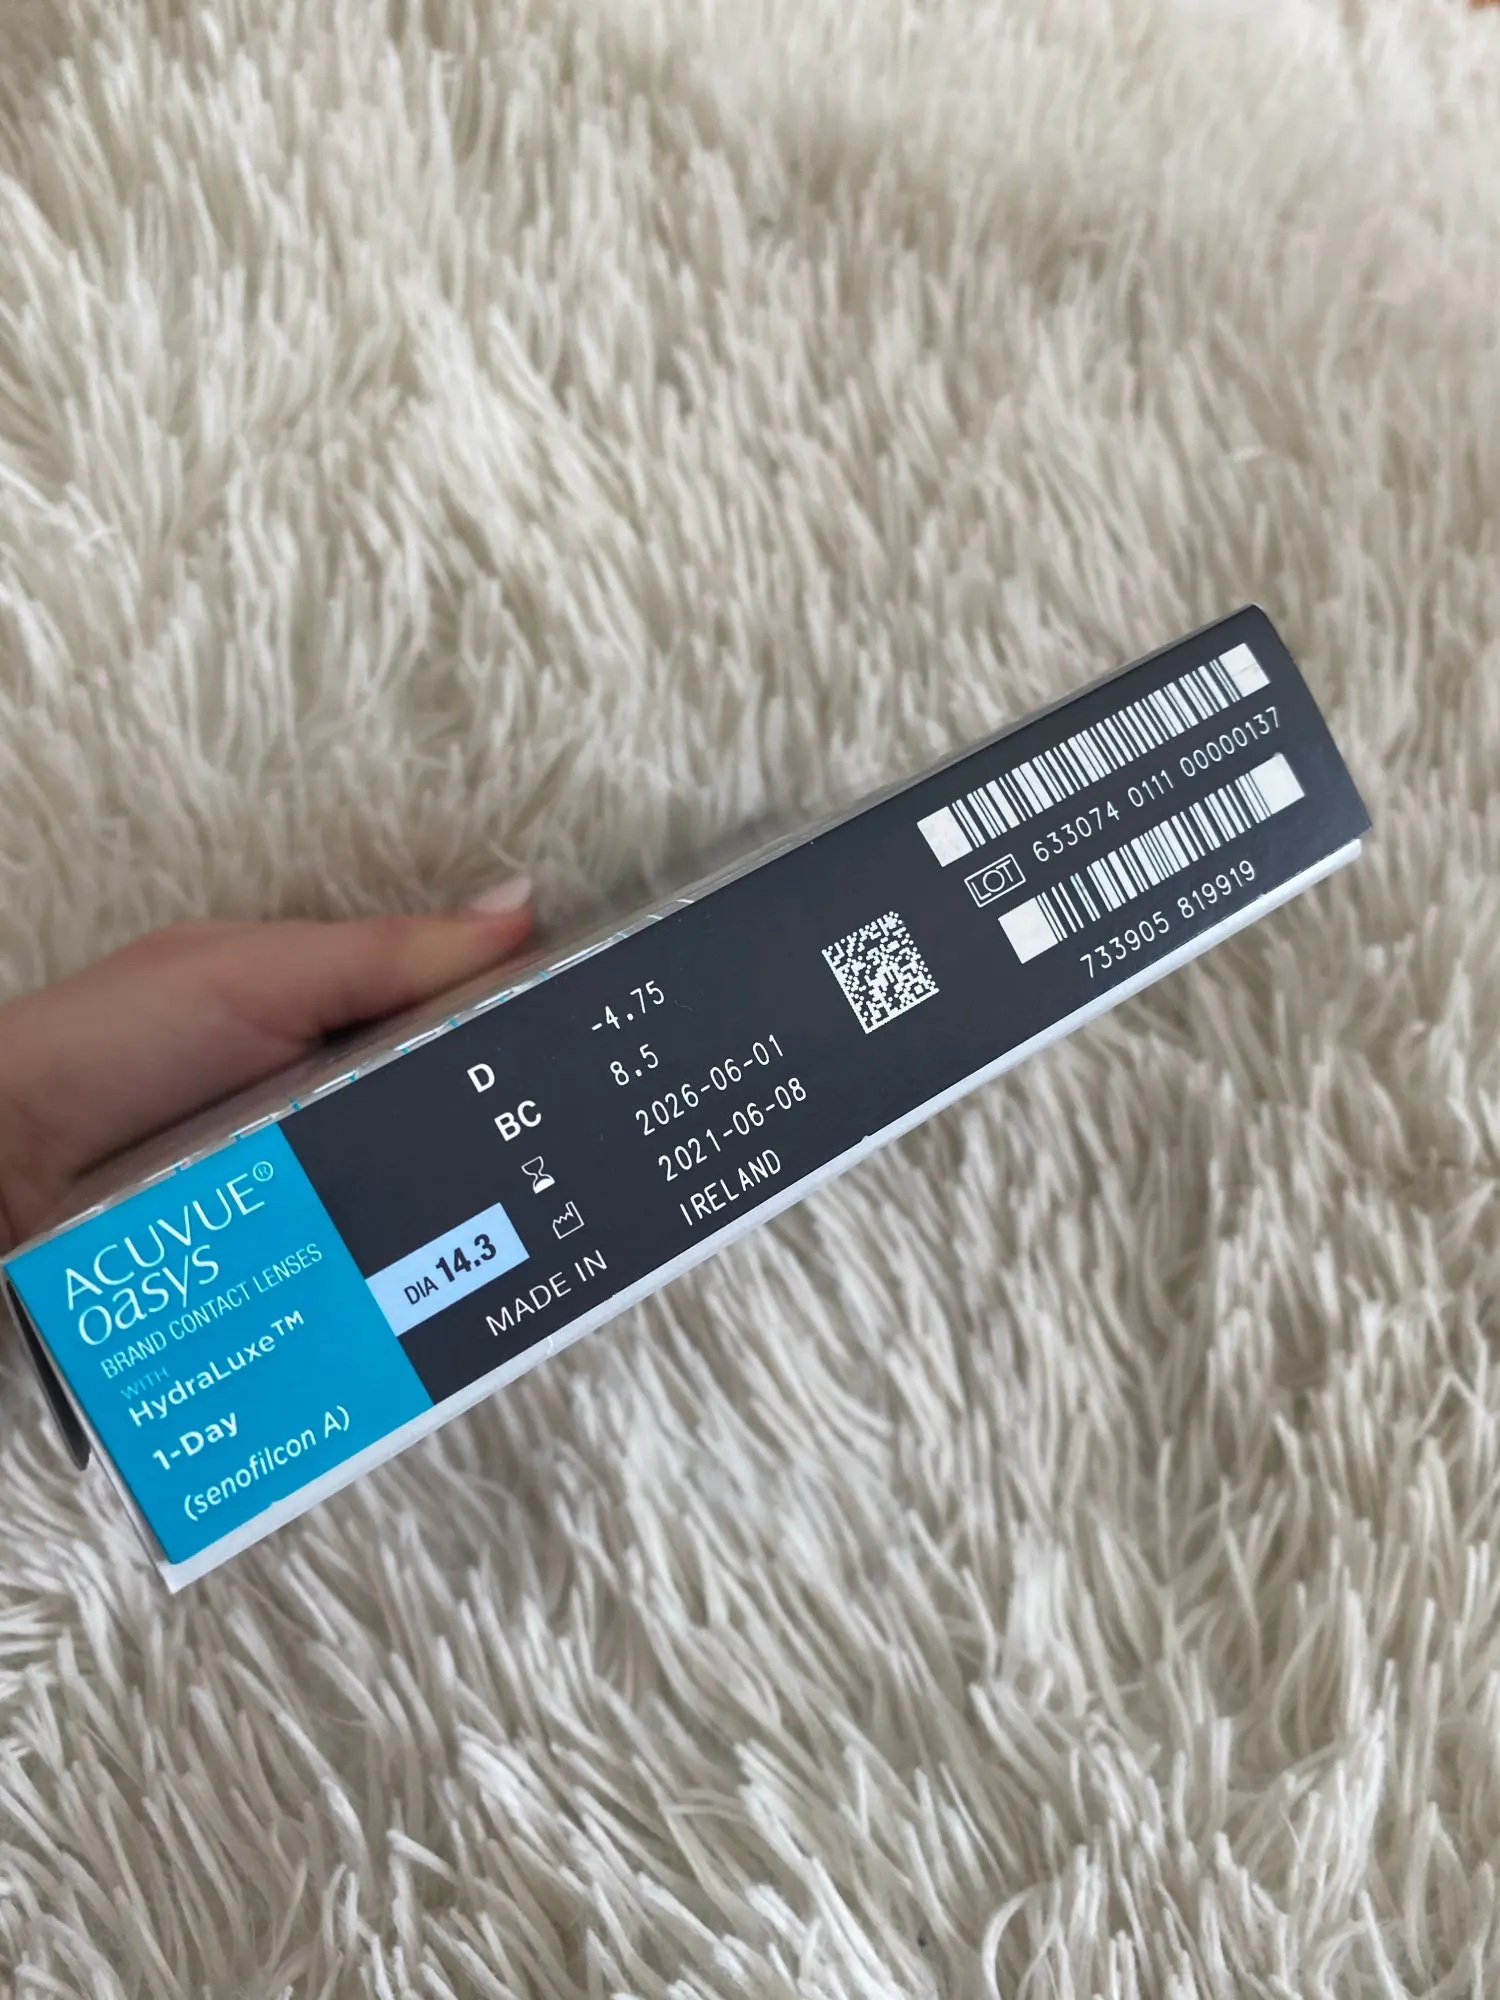 ACUVUE®
oasys
BRAND CONTACT LENSES
WITH
HydraLuxe™
1-Day
(senofilcon A)
DIA 14.3
D -4.75
BC 8.5
2026-06-01
2021-06-08
MADE IN IRELAND
LOT 633074 0111 00000137
733905 819919